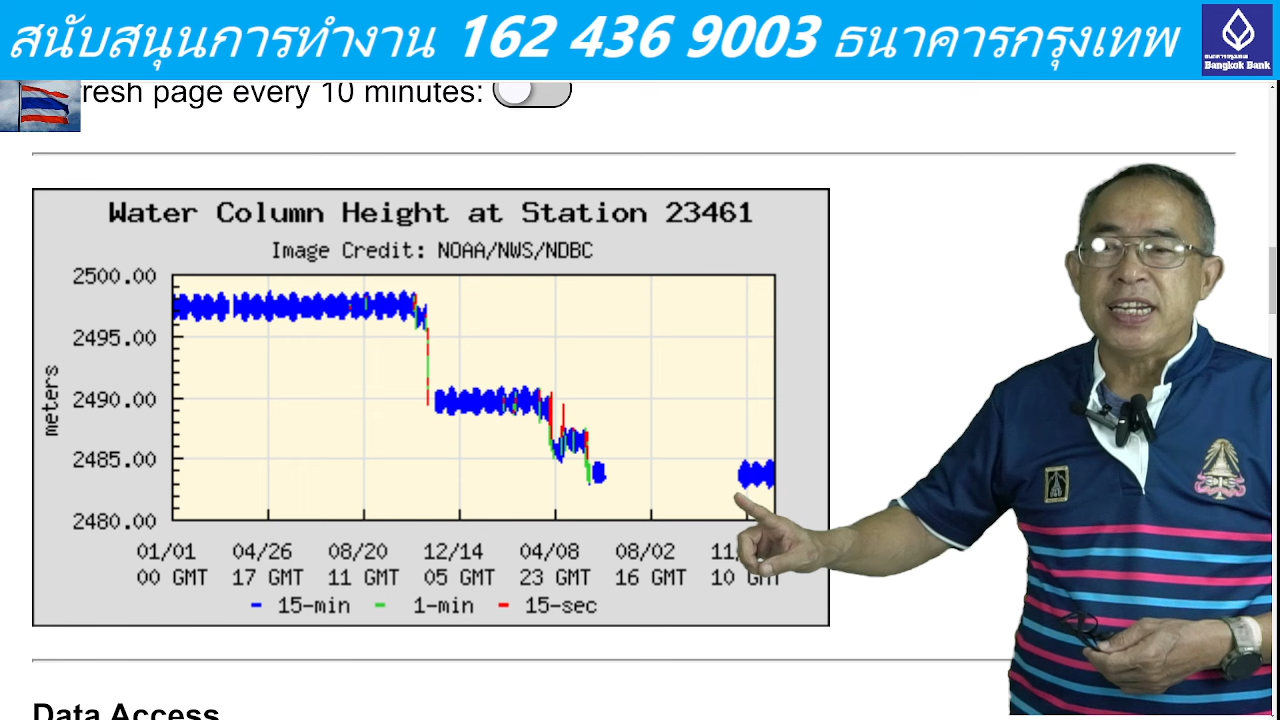 สนับสนุนการทำงาน 162 436 9003 ธนาคารกรุงเทพ
Bangkok Bank
resh page every 10 minutes:
Water Column Height at Station 23461
Image Credit: NOAA/NWS/NDBC
2500.00
2495.00
2490.00
2485.00
2480.00
meters
01/01 04/26 08/20 12/14 04/08 08/02 11/
00 GMT 17 GMT 11 GMT 05 GMT 23 GMT 16 GMT 10 GMT
15-min 1-min 15-sec
Data Access